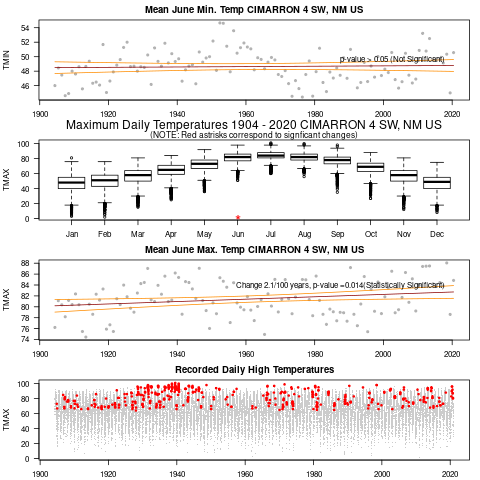 Mean June Min. Temp CIMARRON 4 SW, NM US
TMIN
54
52
50
48
46
p-value > 0.05 (Not Significant)
1900 1920 1940 1960 1980 2000 2020
Maximum Daily Temperatures 1904 - 2020 CIMARRON 4 SW, NM US
(NOTE: Red astrisks correspond to signficant changes)
TMAX
100
80
60
40
20
0
*
Jan Feb Mar Apr May Jun Jul Aug Sep Oct Nov Dec
Mean June Max. Temp CIMARRON 4 SW, NM US
TMAX
88
86
84
82
80
78
76
74
Change 2.1/100 years, p-value =0.014(Statistically Significant)
1900 1920 1940 1960 1980 2000 2020
Recorded Daily High Temperatures
TMAX
100
80
60
40
20
0
1900 1920 1940 1960 1980 2000 2020